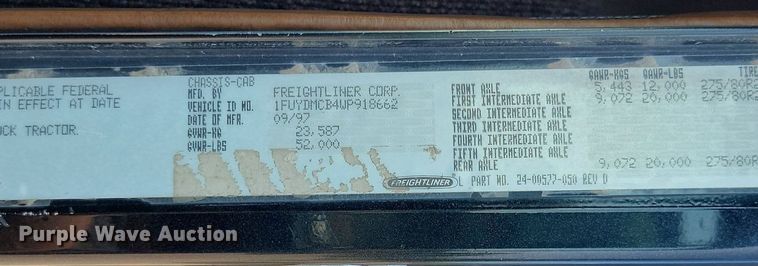 PLICABLE FEDERAL
IN EFFECT AT DATE
UCK TRACTOR.
CHASSIS-CAB
MFD. BY FREIGHTLINER CORP.
VEHICLE ID NO. 1FUYDMCB4WP918662
DATE OF MFR. 09/97
GVWR-KG 23,587
GVWR-LBS 52,000
GAWR-KGS GAWR-LBS TIRE
FRONT AXLE 5,443 12,000 275/80R2
FIRST INTERMEDIATE AXLE 9,072 20,000 275/80R
SECOND INTERMEDIATE AXLE
THIRD INTERMEDIATE AXLE
FOURTH INTERMEDIATE AXLE
FIFTH INTERMEDIATE AXLE
REAR AXLE 9,072 20,000 275/80R
FREIGHTLINER L PART NO. 24-00577-050 REV D
Purple Wave Auction